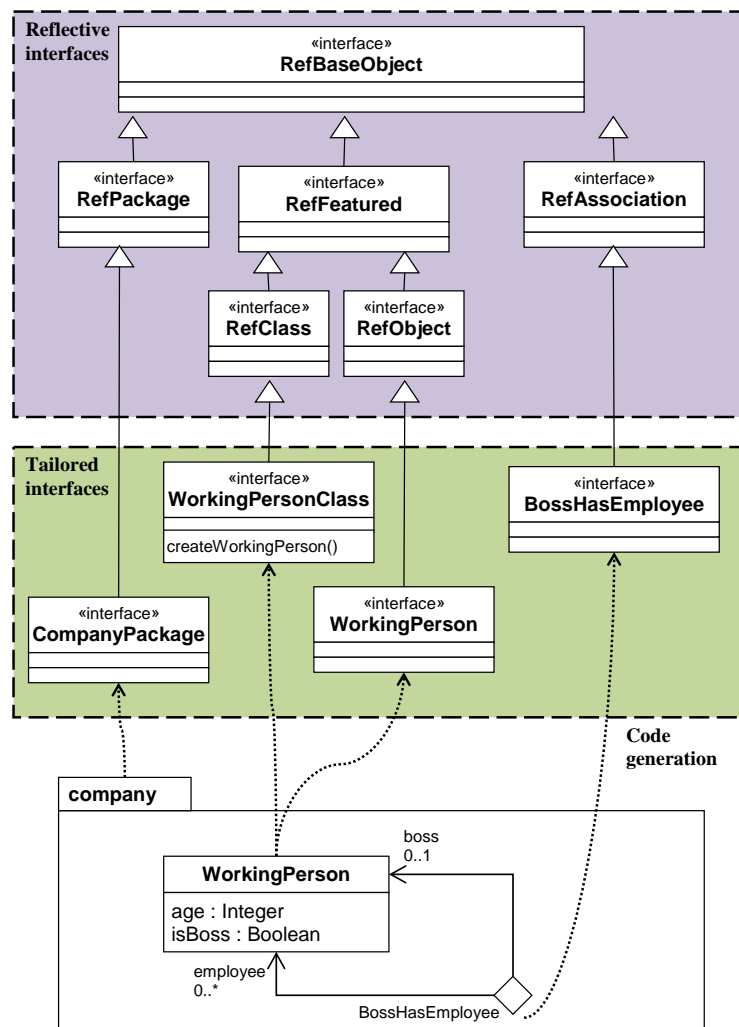 Reflective
interfaces
«interface»
RefBaseObject
«interface»
RefPackage
«interface»
RefFeatured
«interface»
RefAssociation
«interface»
RefClass
«interface»
RefObject
Tailored
interfaces
«interface»
WorkingPersonClass
createWorkingPerson()
«interface»
BossHasEmployee
«interface»
CompanyPackage
«interface»
WorkingPerson
Code
generation
company
WorkingPerson
age : Integer
isBoss : Boolean
boss
0..1
employee
0..*
BossHasEmployee